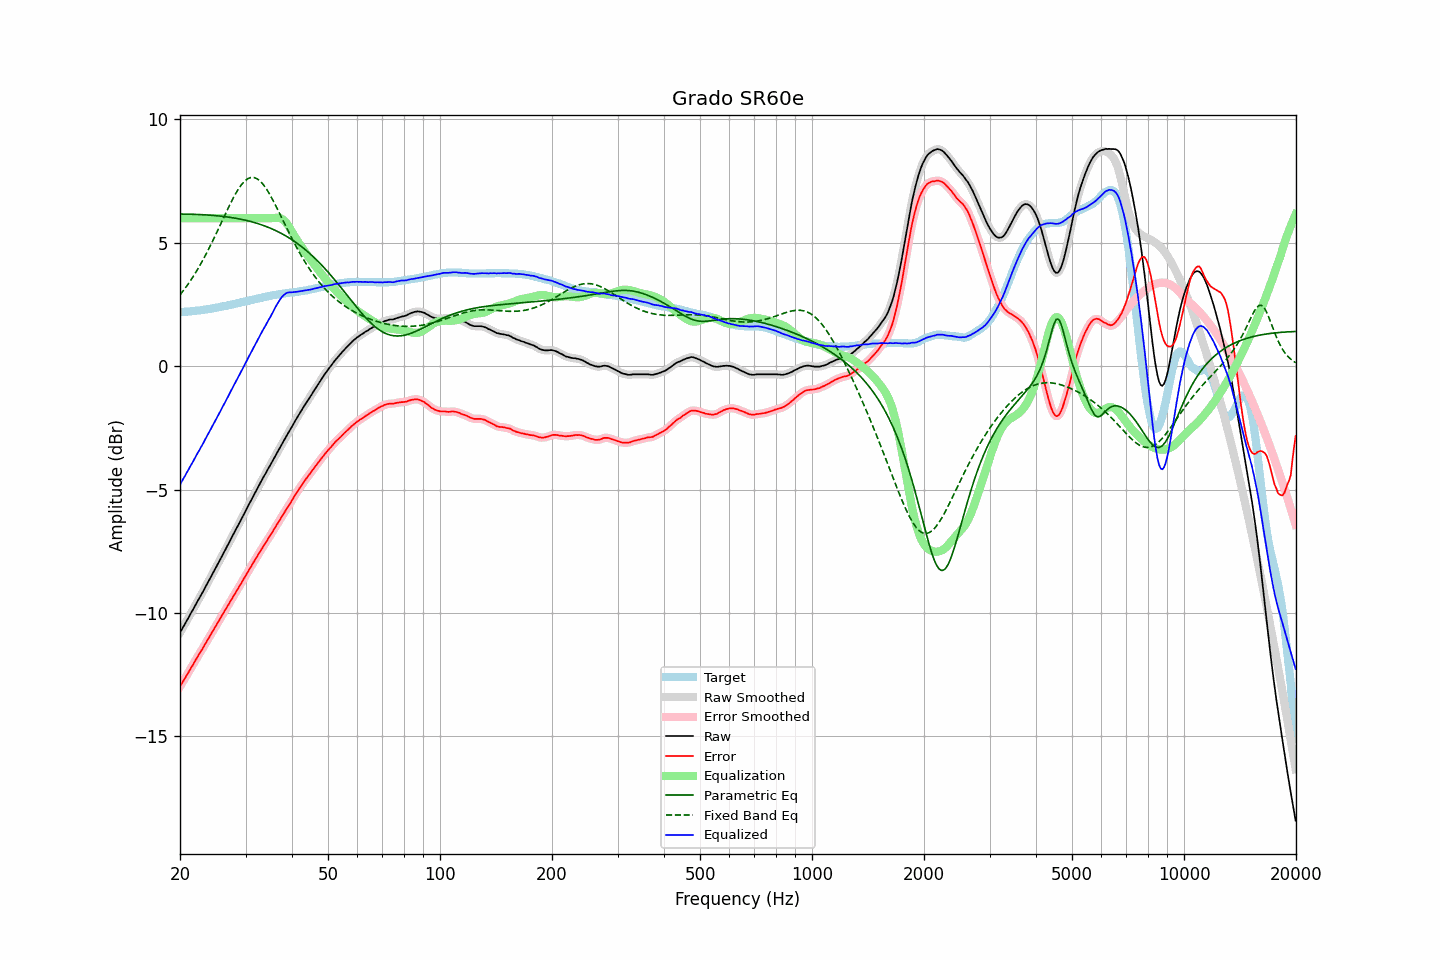 Grado SR60e
Amplitude (dBr)
10
5
0
−5
−10
−15
Target
Raw Smoothed
Error Smoothed
Raw
Error
Equalization
Parametric Eq
Fixed Band Eq
Equalized
20 50 100 200 500 1000 2000 5000 10000 20000
Frequency (Hz)